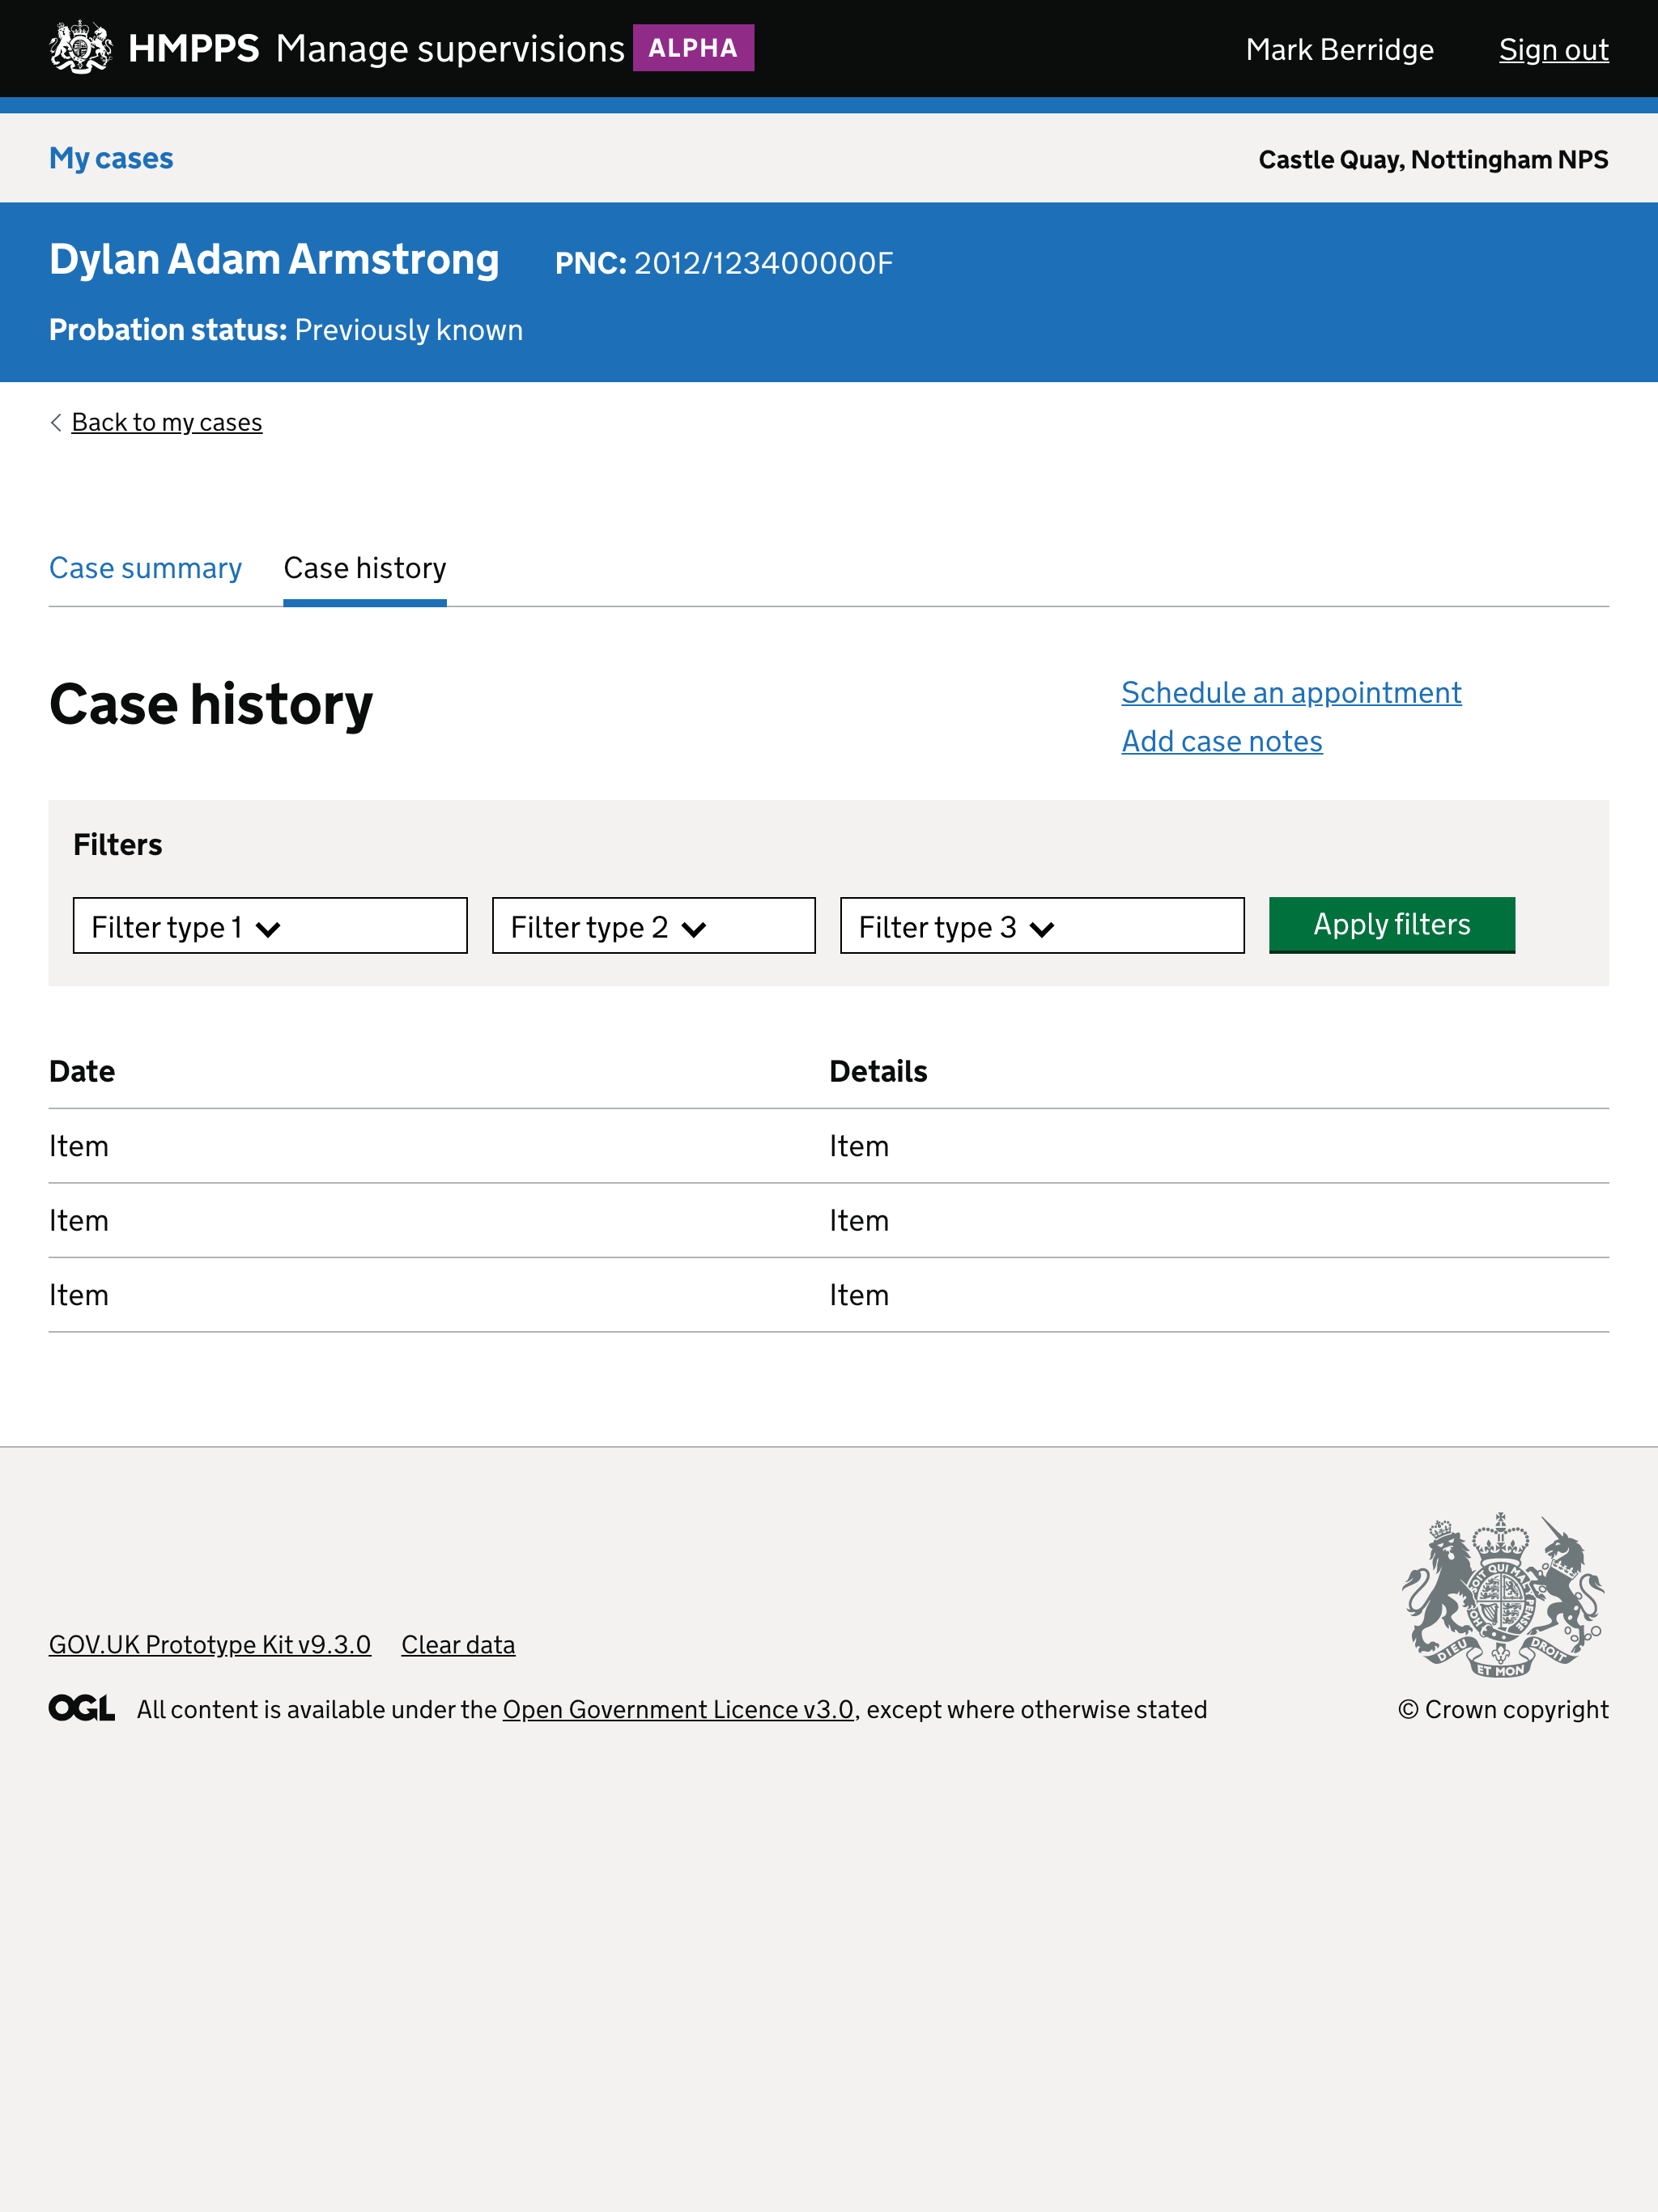 HMPPS Manage supervisions ALPHA
Mark Berridge Sign out
My cases
Castle Quay, Nottingham NPS
Dylan Adam Armstrong PNC: 2012/123400000F
Probation status: Previously known
Back to my cases
Case summary Case history
Case history
Schedule an appointment
Add case notes
Filters
Filter type 1 Filter type 2 Filter type 3 Apply filters
Date Details
Item Item
Item Item
Item Item
GOV.UK Prototype Kit v9.3.0 Clear data
DIEU ET MON DROIT
OGL All content is available under the Open Government Licence v3.0, except where otherwise stated
© Crown copyright